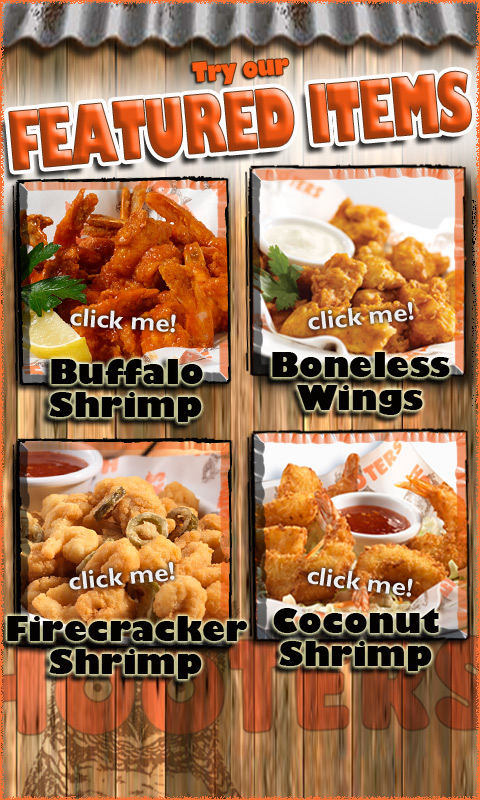 Try our
FEATURED ITEMS
click me!
Buffalo
Shrimp
click me!
Boneless
Wings
click me!
Firecracker
Shrimp
click me!
Coconut
Shrimp
HOOTERS